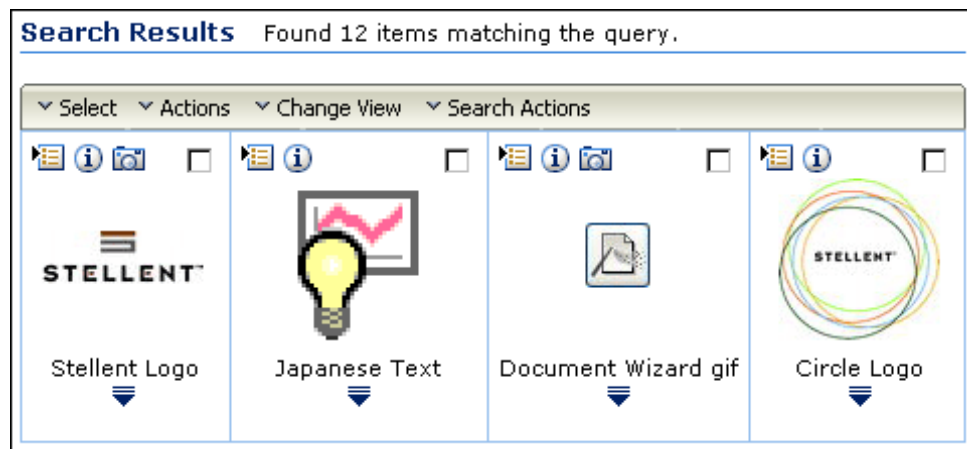 Search Results Found 12 items matching the query.
Select Actions Change View Search Actions
STELLENT™
STELLENT
Stellent Logo Japanese Text Document Wizard gif Circle Logo